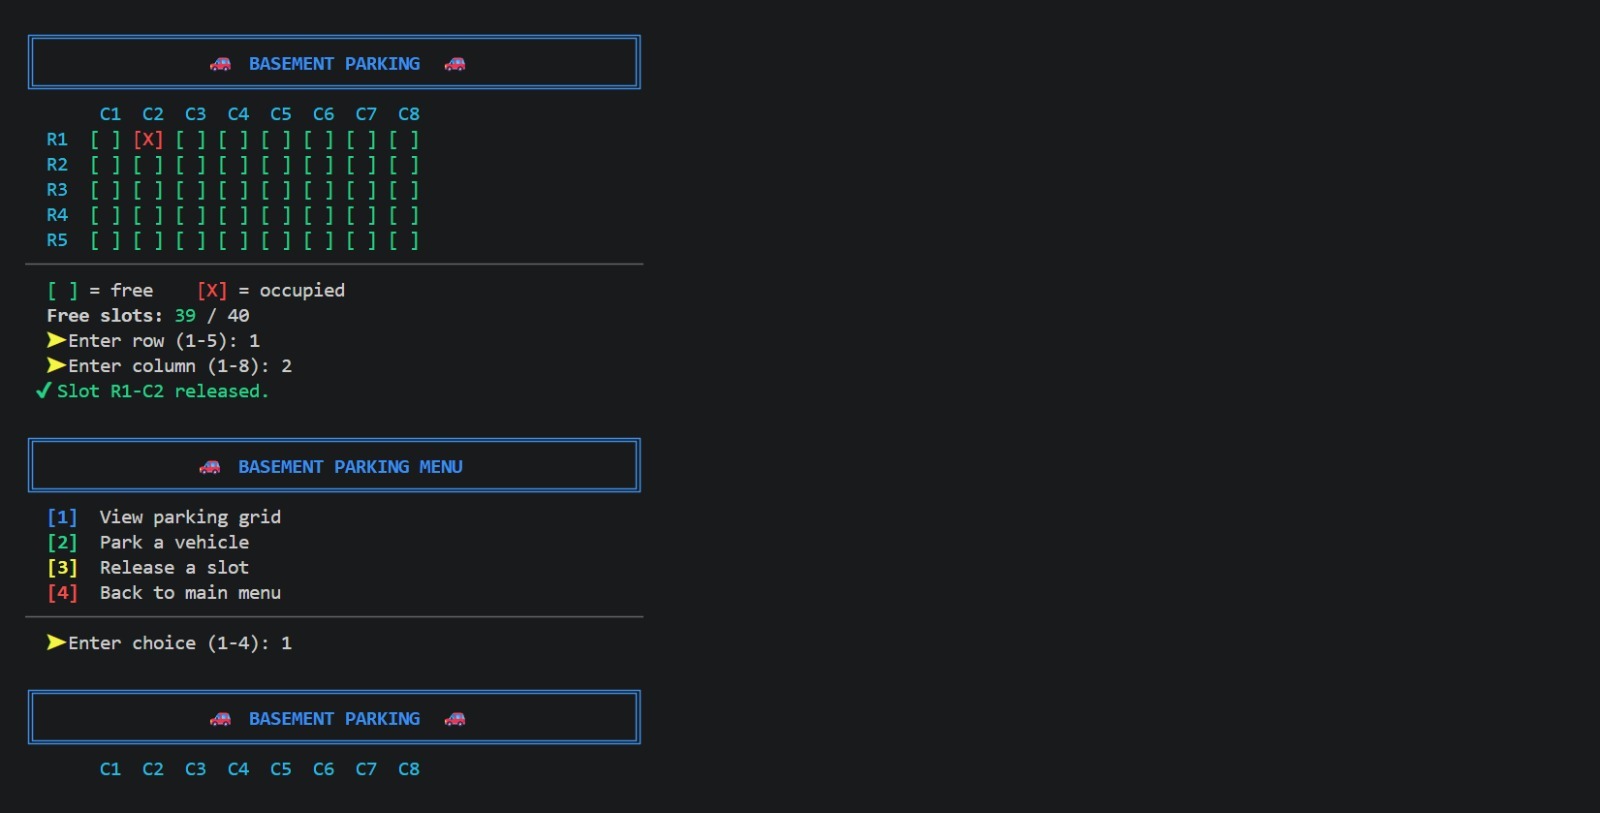 🚗 BASEMENT PARKING 🚗
C1 C2 C3 C4 C5 C6 C7 C8
R1 [ ] [X] [ ] [ ] [ ] [ ] [ ] [ ]
R2 [ ] [ ] [ ] [ ] [ ] [ ] [ ] [ ]
R3 [ ] [ ] [ ] [ ] [ ] [ ] [ ] [ ]
R4 [ ] [ ] [ ] [ ] [ ] [ ] [ ] [ ]
R5 [ ] [ ] [ ] [ ] [ ] [ ] [ ] [ ]
[ ] = free [X] = occupied
Free slots: 39 / 40
➤Enter row (1-5): 1
➤Enter column (1-8): 2
✔Slot R1-C2 released.
🚗 BASEMENT PARKING MENU
[1] View parking grid
[2] Park a vehicle
[3] Release a slot
[4] Back to main menu
➤Enter choice (1-4): 1
🚗 BASEMENT PARKING 🚗
C1 C2 C3 C4 C5 C6 C7 C8